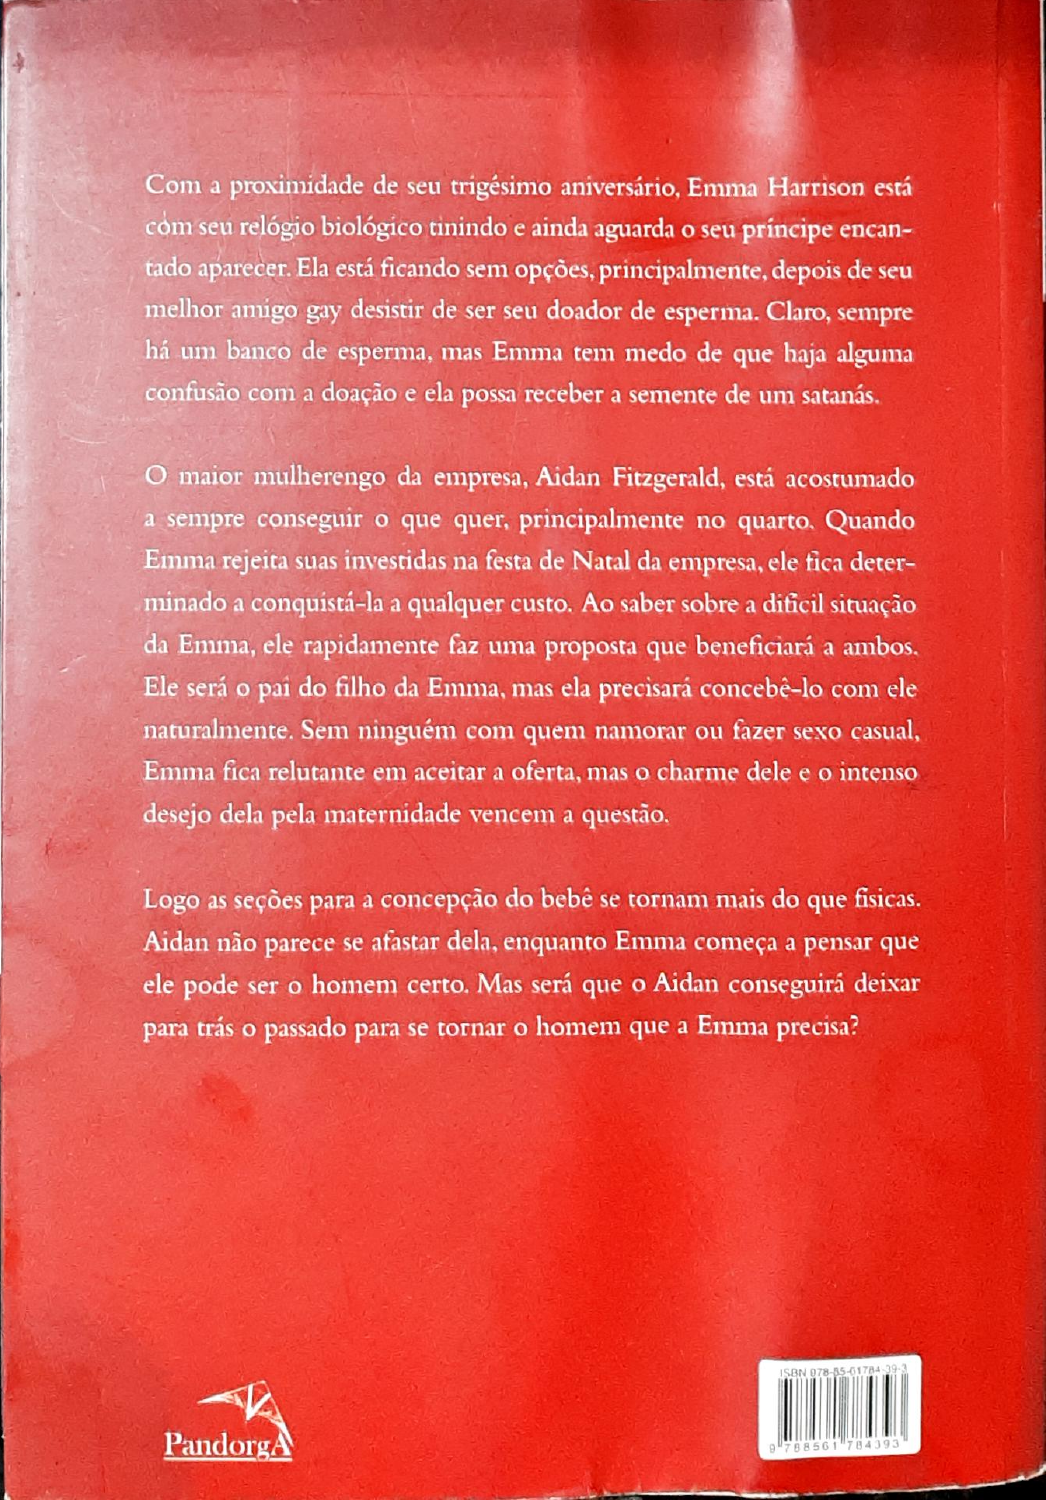 Com a proximidade de seu trigésimo aniversário, Emma Harrison está
com seu relógio biológico tinindo e ainda aguarda o seu príncipe encan-
tado aparecer. Ela está ficando sem opções, principalmente, depois de seu
melhor amigo gay desistir de ser seu doador de esperma. Claro, sempre
há um banco de esperma, mas Emma tem medo de que haja alguma
confusão com a doação e ela possa receber a semente de um satanás.
O maior mulherengo da empresa, Aidan Fitzgerald, está acostumado
a sempre conseguir o que quer, principalmente no quarto. Quando
Emma rejeita suas investidas na festa de Natal da empresa, ele fica deter-
minado a conquistá-la a qualquer custo. Ao saber sobre a difícil situação
da Emma, ele rapidamente faz uma proposta que beneficiará a ambos.
Ele será o pai do filho da Emma, mas ela precisará concebê-lo com ele
naturalmente. Sem ninguém com quem namorar ou fazer sexo casual,
Emma fica relutante em aceitar a oferta, mas o charme dele e o intenso
desejo dela pela maternidade vencem a questão.
Logo as seções para a concepção do bebê se tornam mais do que físicas.
Aidan não parece se afastar dela, enquanto Emma começa a pensar que
ele pode ser o homem certo. Mas será que o Aidan conseguirá deixar
para trás o passado para se tornar o homem que a Emma precisa?
PandorgA
ISBN 978-85-61784-39-3
9 788561 784393